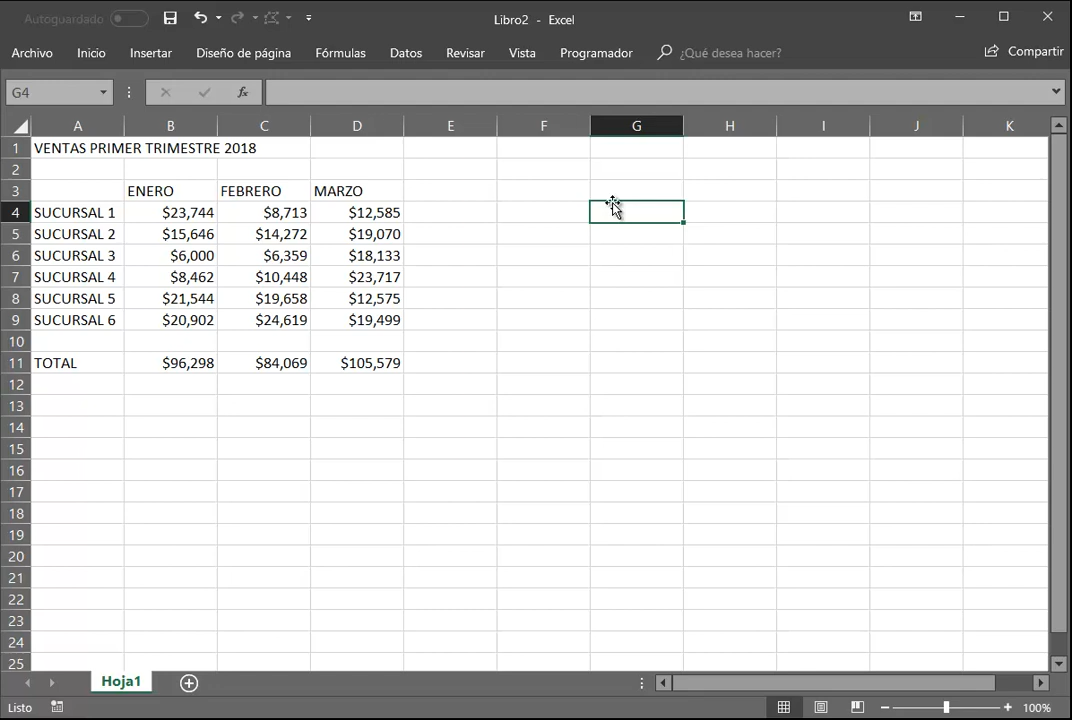 Autoguardado
Libro2 - Excel
Archivo Inicio Insertar Diseño de página Fórmulas Datos Revisar Vista Programador ¿Qué desea hacer? Compartir
G4 fx
A B C D E F G H I J K
1 VENTAS PRIMER TRIMESTRE 2018
2
3 ENERO FEBRERO MARZO
4 SUCURSAL 1 $23,744 $8,713 $12,585
5 SUCURSAL 2 $15,646 $14,272 $19,070
6 SUCURSAL 3 $6,000 $6,359 $18,133
7 SUCURSAL 4 $8,462 $10,448 $23,717
8 SUCURSAL 5 $21,544 $19,658 $12,575
9 SUCURSAL 6 $20,902 $24,619 $19,499
10
11 TOTAL $96,298 $84,069 $105,579
12
13
14
15
16
17
18
19
20
21
22
23
24
25
Hoja1
Listo 100%